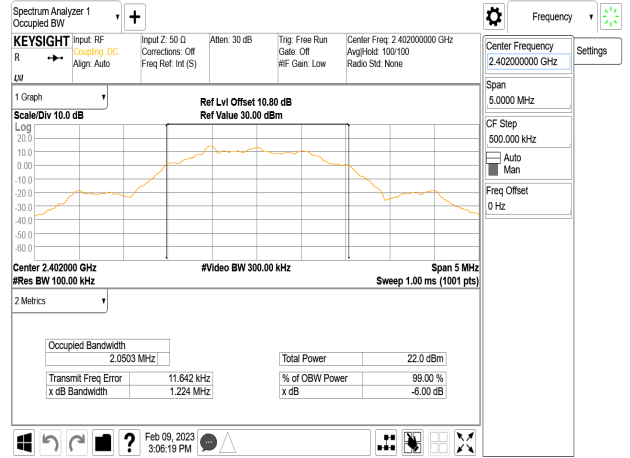 Spectrum Analyzer 1
Occupied BW
Frequency
KEYSIGHT
R
Input: RF
Coupling: DC
Align: Auto
Input Z: 50 Ω
Corrections: Off
Freq Ref: Int (S)
Atten: 30 dB
Trig: Free Run
Gate: Off
#IF Gain: Low
Center Freq: 2.402000000 GHz
Avg|Hold: 100/100
Radio Std: None
Center Frequency
2.402000000 GHz
Settings
Span
5.0000 MHz
CF Step
500.000 kHz
Auto
Man
Freq Offset
0 Hz
1 Graph
Scale/Div 10.0 dB
Ref Lvl Offset 10.80 dB
Ref Value 30.00 dBm
Log
20.0
10.0
0.00
-10.0
-20.0
-30.0
-40.0
-50.0
-60.0
Center 2.402000 GHz
#Res BW 100.00 kHz
#Video BW 300.00 kHz
Span 5 MHz
Sweep 1.00 ms (1001 pts)
2 Metrics
Occupied Bandwidth
2.0503 MHz
Total Power 22.0 dBm
Transmit Freq Error 11.642 kHz
% of OBW Power 99.00 %
x dB Bandwidth 1.224 MHz
x dB -6.00 dB
?
Feb 09, 2023
3:06:19 PM